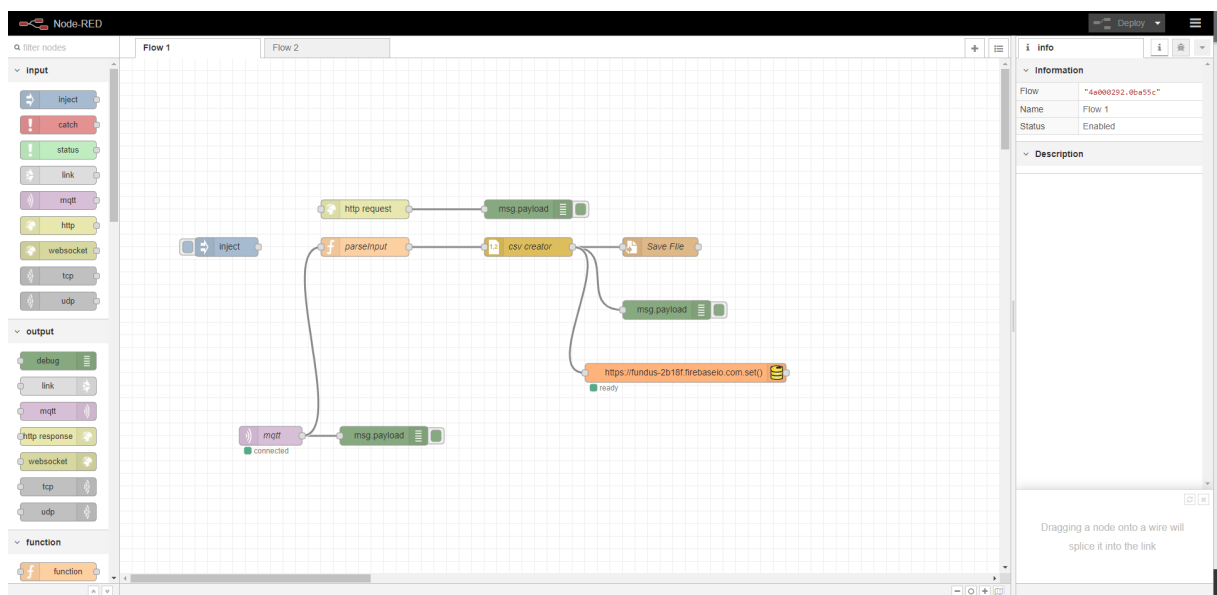 Node-RED
Deploy
filter nodes
Flow 1
Flow 2
i info
i
input
inject
catch
status
link
mqtt
http
websocket
tcp
udp
output
debug
link
mqtt
http response
websocket
tcp
udp
function
f function
http request
msg.payload
inject
f parseInput
1,2 csv creator
Save File
msg.payload
https://fundus-2b18f.firebaseio.com.set()
ready
mqtt
connected
msg.payload
Information
Flow "4a000292.0ba55c"
Name Flow 1
Status Enabled
Description
Dragging a node onto a wire will
splice it into the link